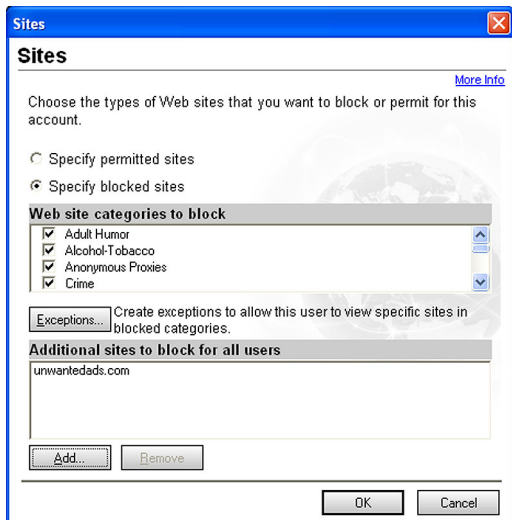 Sites
Sites
More Info
Choose the types of Web sites that you want to block or permit for this
account.
Specify permitted sites
Specify blocked sites
Web site categories to block
Adult Humor
Alcohol-Tobacco
Anonymous Proxies
Crime
Exceptions...
Create exceptions to allow this user to view specific sites in
blocked categories.
Additional sites to block for all users
unwantedads.com
Add...
Remove
OK
Cancel